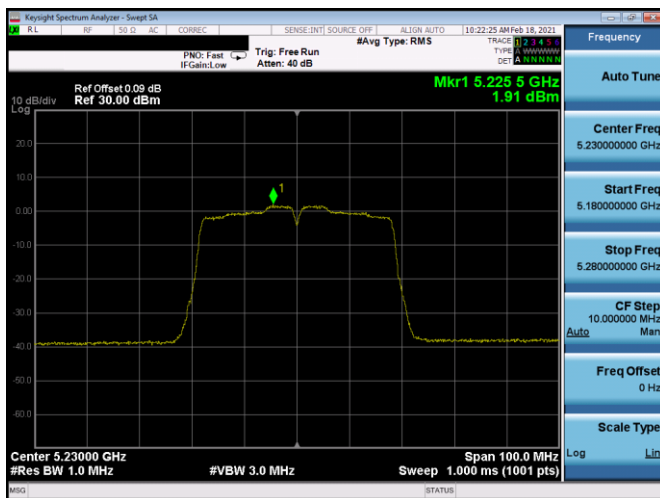 Keysight Spectrum Analyzer - Swept SA
RL RF 50 Ω AC CORREC SENSE:INT SOURCE OFF ALIGN AUTO 10:22:25 AM Feb 18, 2021
#Avg Type: RMS TRACE 1 2 3 4 5 6
PNO: Fast Trig: Free Run TYPE A WWWWW
IFGain:Low Atten: 40 dB DET A N N N N N
Mkr1 5.225 5 GHz
Ref Offset 0.09 dB
10 dB/div Ref 30.00 dBm 1.91 dBm
Log
20.0
10.0
1
0.00
-10.0
-20.0
-30.0
-40.0
-50.0
-60.0
Center 5.23000 GHz Span 100.0 MHz
#Res BW 1.0 MHz #VBW 3.0 MHz Sweep 1.000 ms (1001 pts)
MSG STATUS
Frequency
Auto Tune
Center Freq
5.230000000 GHz
Start Freq
5.180000000 GHz
Stop Freq
5.280000000 GHz
CF Step
10.000000 MHz
Auto Man
Freq Offset
0 Hz
Scale Type
Log Lin